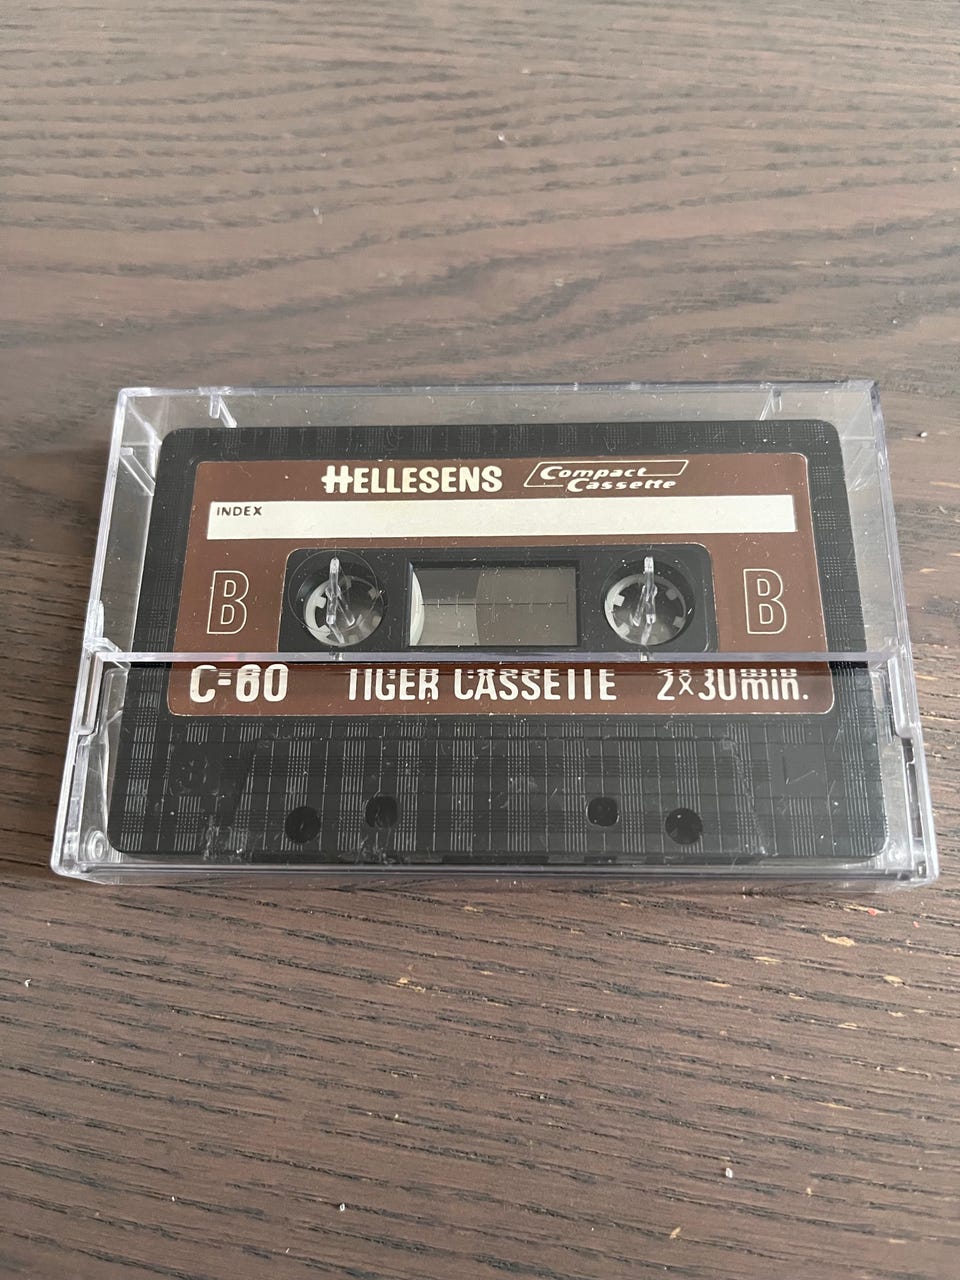 HELLESENS Compact Cassette
INDEX
B B
C-60 TIGER CASSETTE 2x30min.